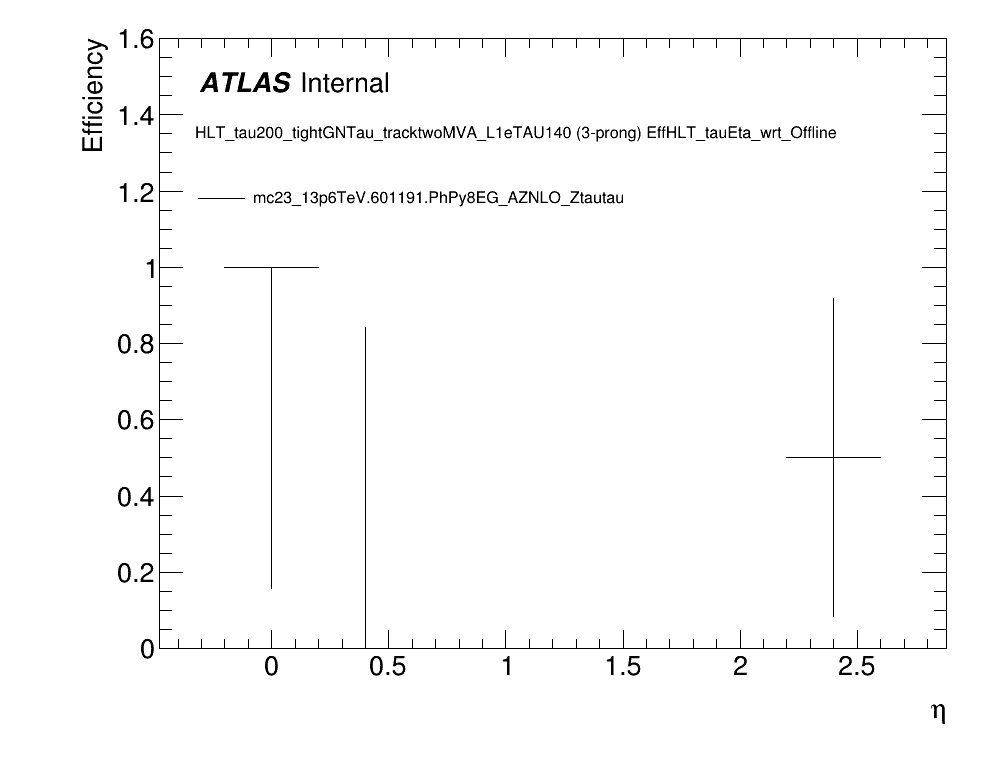 Efficiency
1.6
1.4
1.2
1
0.8
0.6
0.4
0.2
0
ATLAS Internal
HLT_tau200_tightGNTau_tracktwoMVA_L1eTAU140 (3-prong) EffHLT_tauEta_wrt_Offline
mc23_13p6TeV.601191.PhPy8EG_AZNLO_Ztautau
0 0.5 1 1.5 2 2.5
η